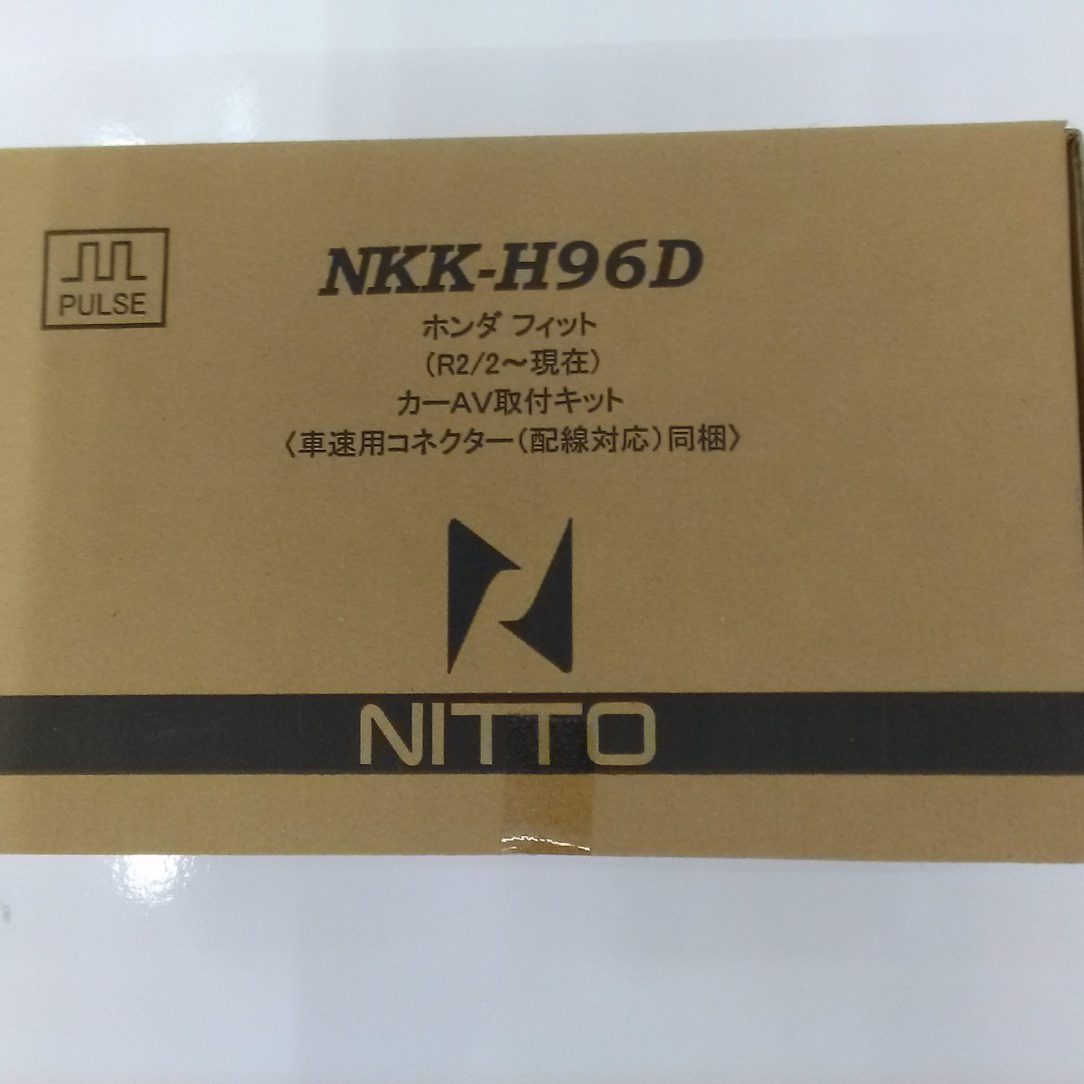 PULSE
NKK-H96D
ホンダ フィット
(R2/2～現在)
カーAV取付キット
〈車速用コネクター(配線対応)同梱〉
NITTO